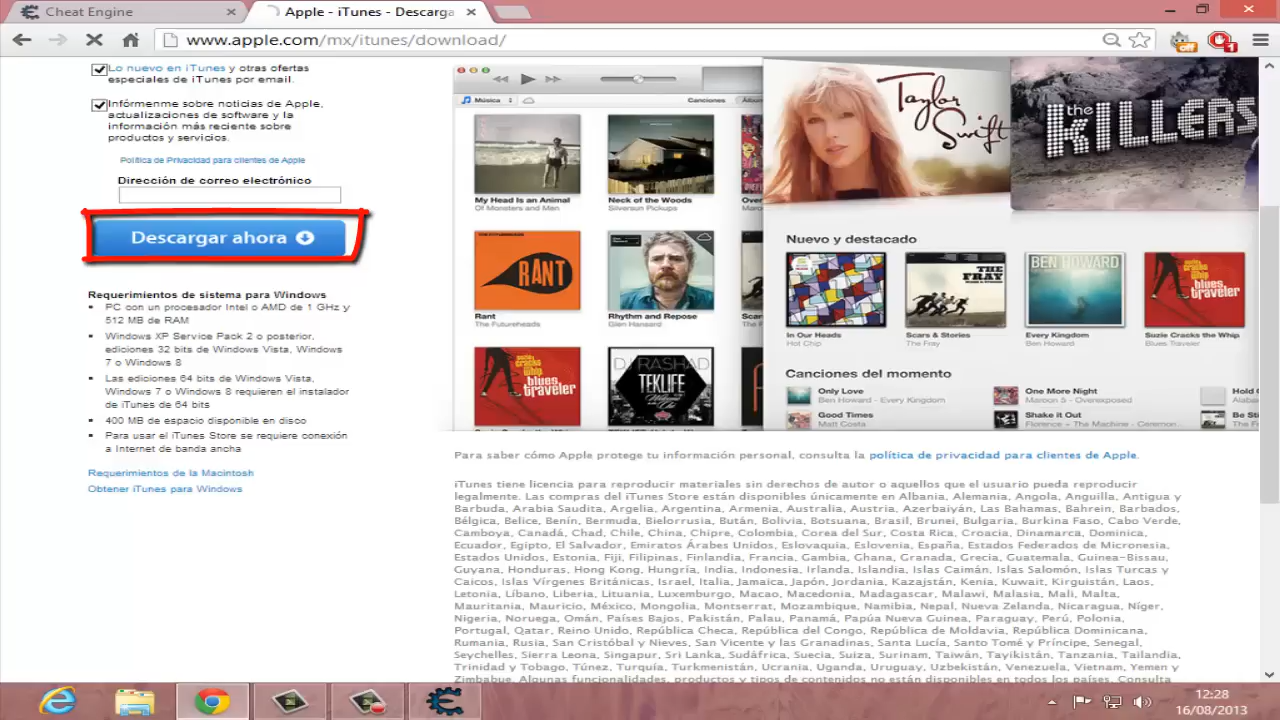 Cheat Engine
Apple - iTunes - Descarga
www.apple.com/mx/itunes/download/
off
1
Lo nuevo en iTunes y otras ofertas
especiales de iTunes por email.
Infórmenme sobre noticias de Apple,
actualizaciones de software y la
información más reciente sobre
productos y servicios.
Política de Privacidad para clientes de Apple
Dirección de correo electrónico
Descargar ahora
Requerimientos de sistema para Windows
PC con un procesador Intel o AMD de 1 GHz y
512 MB de RAM
Windows XP Service Pack 2 o posterior,
ediciones 32 bits de Windows Vista, Windows
7 o Windows 8
Las ediciones 64 bits de Windows Vista,
Windows 7 o Windows 8 requieren el instalador
de iTunes de 64 bits
400 MB de espacio disponible en disco
Para usar el iTunes Store se requiere conexión
a Internet de banda ancha
Requerimientos de la Macintosh
Obtener iTunes para Windows
Música
Canciones
My Head Is an Animal
Of Monsters and Men
Neck of the Woods
Silversun Pickups
RANT
Rant
The Futureheads
Rhythm and Repose
Glen Hansard
blues
traveler
DJ RASHAD
TEKLIFE
Taylor
Swift
the
KILLERS
Nuevo y destacado
THE
FRAY
BEN HOWARD
blues
traveler
In Our Heads
Hot Chip
Scars & Stories
The Fray
Every Kingdom
Ben Howard
Suzie Cracks the Whip
Blues Traveler
Canciones del momento
Only Love
Ben Howard - Every Kingdom
One More Night
Maroon 5 - Overexposed
Hold
Alaba
Good Times
Matt Costa
Shake it Out
Florence + The Machine - Ceremon...
Be St
For
Para saber cómo Apple protege tu información personal, consulta la política de privacidad para clientes de Apple.
iTunes tiene licencia para reproducir materiales sin derechos de autor o aquellos que el usuario pueda reproducir
legalmente. Las compras del iTunes Store están disponibles únicamente en Albania, Alemania, Angola, Anguilla, Antigua y
Barbuda, Arabia Saudita, Argelia, Argentina, Armenia, Australia, Austria, Azerbaiyán, Las Bahamas, Bahrein, Barbados,
Bélgica, Belice, Benín, Bermuda, Bielorrusia, Bután, Bolivia, Botsuana, Brasil, Brunei, Bulgaria, Burkina Faso, Cabo Verde,
Camboya, Canadá, Chad, Chile, China, Chipre, Colombia, Corea del Sur, Costa Rica, Croacia, Dinamarca, Dominica,
Ecuador, Egipto, El Salvador, Emiratos Árabes Unidos, Eslovaquia, Eslovenia, España, Estados Federados de Micronesia,
Estados Unidos, Estonia, Fiji, Filipinas, Finlandia, Francia, Gambia, Ghana, Granada, Grecia, Guatemala, Guinea-Bissau,
Guyana, Honduras, Hong Kong, Hungría, India, Indonesia, Irlanda, Islandia, Islas Caimán, Islas Salomón, Islas Turcas y
Caicos, Islas Vírgenes Británicas, Israel, Italia, Jamaica, Japón, Jordania, Kazajstán, Kenia, Kuwait, Kirguistán, Laos,
Letonia, Líbano, Liberia, Lituania, Luxemburgo, Macao, Macedonia, Madagascar, Malawi, Malasia, Mali, Malta,
Mauritania, Mauricio, México, Mongolia, Montserrat, Mozambique, Namibia, Nepal, Nueva Zelanda, Nicaragua, Níger,
Nigeria, Noruega, Omán, Países Bajos, Pakistán, Palau, Panamá, Papúa Nueva Guinea, Paraguay, Perú, Polonia,
Portugal, Qatar, Reino Unido, República Checa, República del Congo, República de Moldavia, República Dominicana,
Rumania, Rusia, San Cristóbal y Nieves, San Vicente y las Granadinas, Santa Lucía, Santo Tomé y Príncipe, Senegal,
Seychelles, Sierra Leona, Singapur, Sri Lanka, Sudáfrica, Suecia, Suiza, Surinam, Taiwán, Tayikistán, Tanzania, Tailandia,
Trinidad y Tobago, Túnez, Turquía, Turkmenistán, Ucrania, Uganda, Uruguay, Uzbekistán, Venezuela, Vietnam, Yemen y
Zimbabue. Algunas funcionalidades, productos y tipos de contenidos no están disponibles en todos los países. Consulta
12:28
16/08/2013